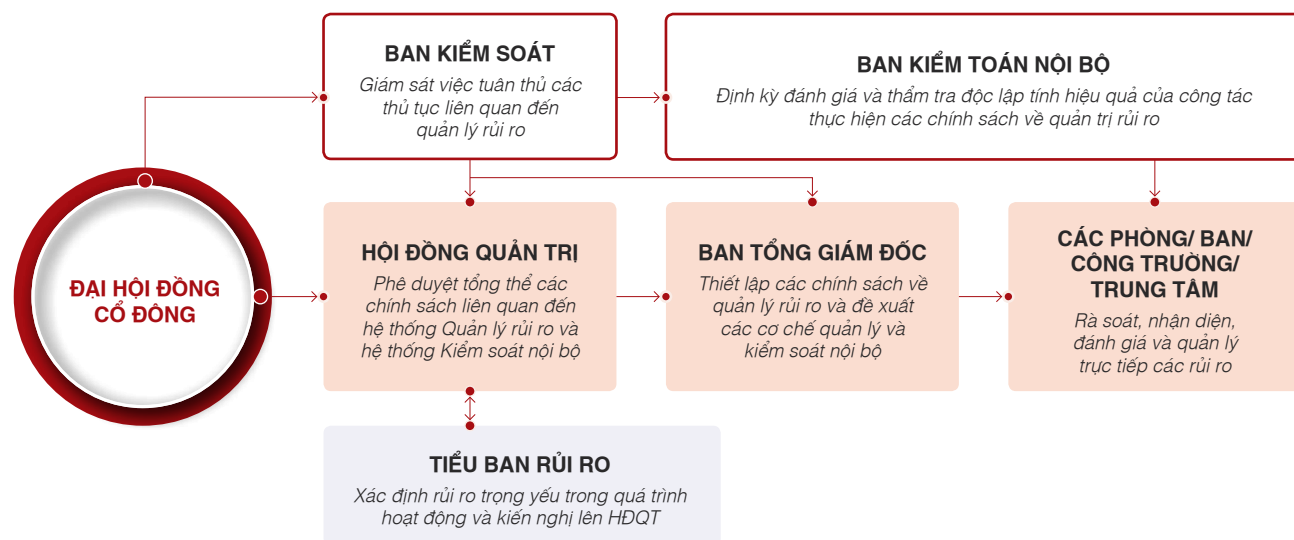 BAN KIỂM SOÁT
Giám sát việc tuân thủ các
thủ tục liên quan đến
quản lý rủi ro
BAN KIỂM TOÁN NỘI BỘ
Định kỳ đánh giá và thẩm tra độc lập tính hiệu quả của công tác
thực hiện các chính sách về quản trị rủi ro
ĐẠI HỘI ĐỒNG
CỔ ĐÔNG
HỘI ĐỒNG QUẢN TRỊ
Phê duyệt tổng thể các
chính sách liên quan đến
hệ thống Quản lý rủi ro và
hệ thống Kiểm soát nội bộ
BAN TỔNG GIÁM ĐỐC
Thiết lập các chính sách về
quản lý rủi ro và đề xuất
các cơ chế quản lý và
kiểm soát nội bộ
CÁC PHÒNG/ BAN/
CÔNG TRƯỜNG/
TRUNG TÂM
Rà soát, nhận diện,
đánh giá và quản lý
trực tiếp các rủi ro
TIỂU BAN RỦI RO
Xác định rủi ro trọng yếu trong quá trình
hoạt động và kiến nghị lên HĐQT